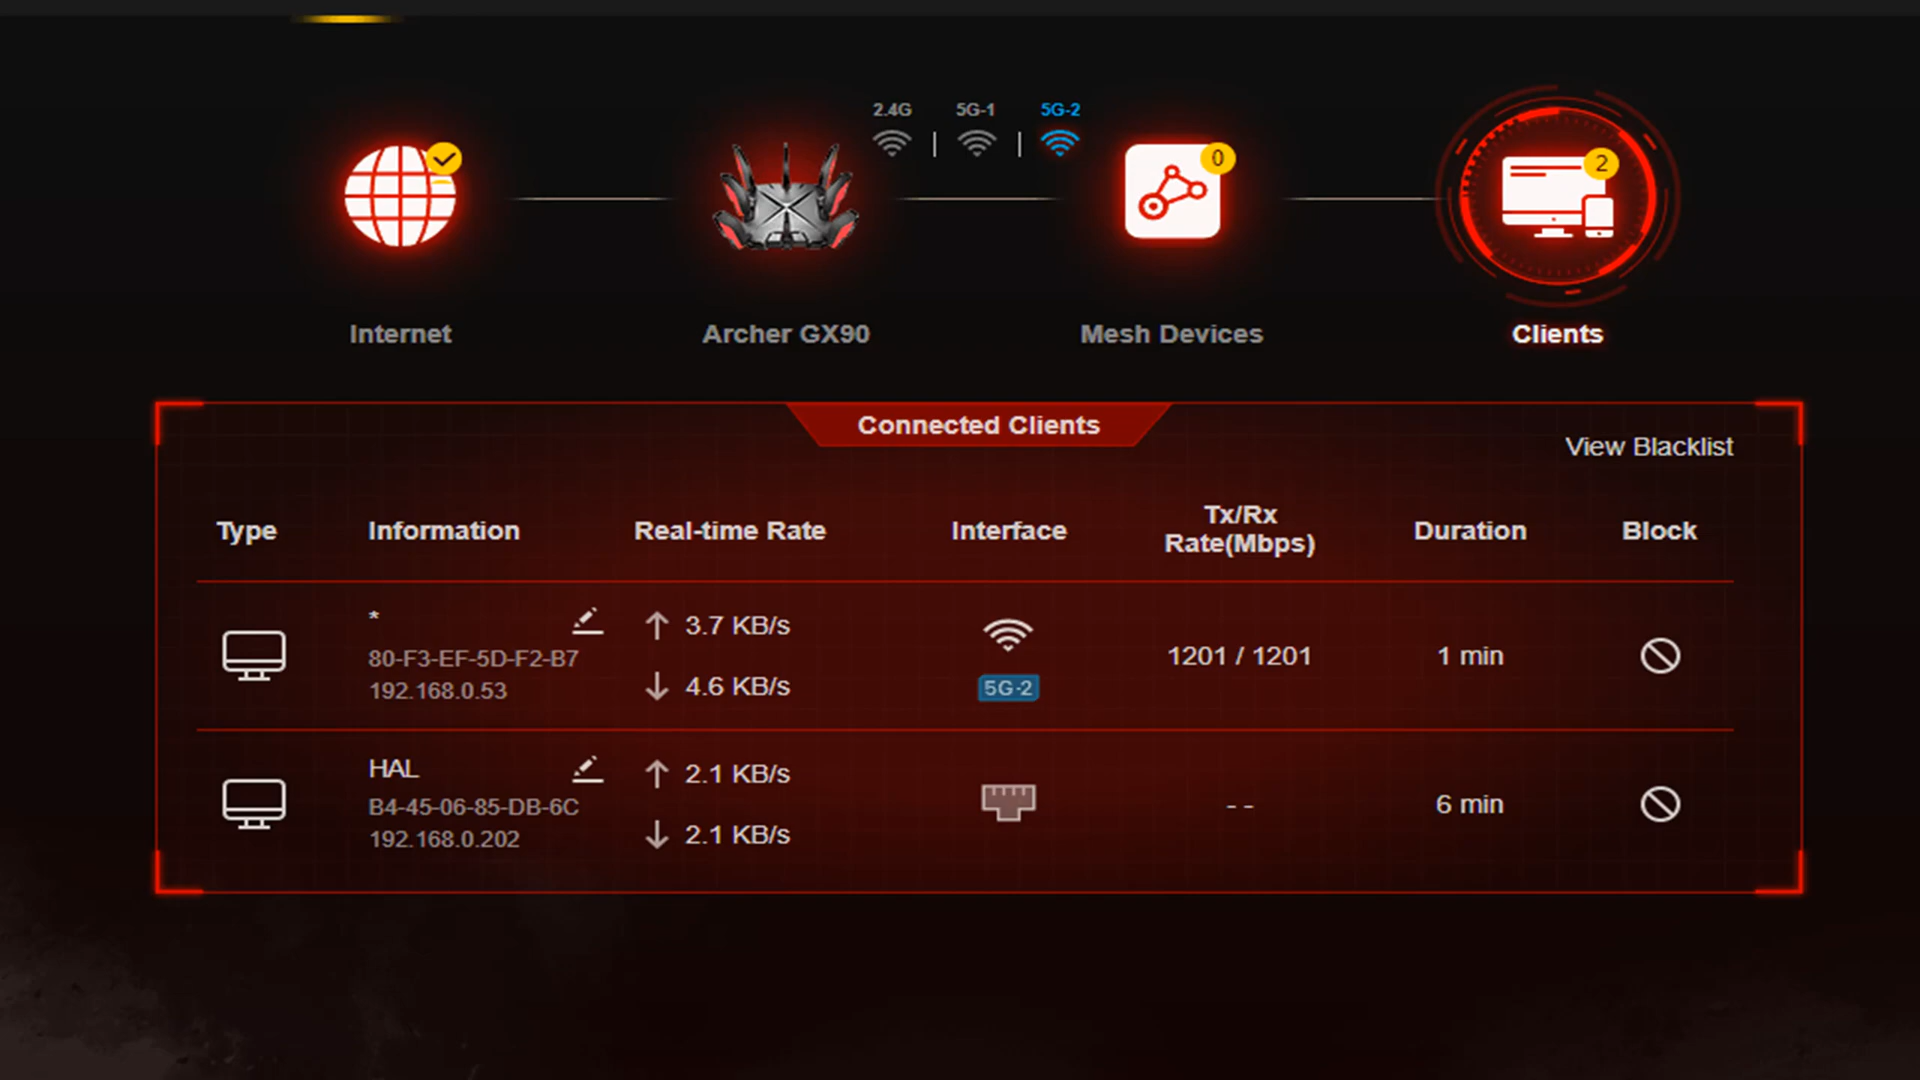 2.4G 5G-1 5G-2
0
2
Internet Archer GX90 Mesh Devices Clients
Connected Clients
View Blacklist
Type Information Real-time Rate Interface Tx/Rx Rate(Mbps) Duration Block
*
80-F3-EF-5D-F2-B7
192.168.0.53
3.7 KB/s
4.6 KB/s
5G-2
1201 / 1201
1 min
HAL
B4-45-06-85-DB-6C
192.168.0.202
2.1 KB/s
2.1 KB/s
- -
6 min